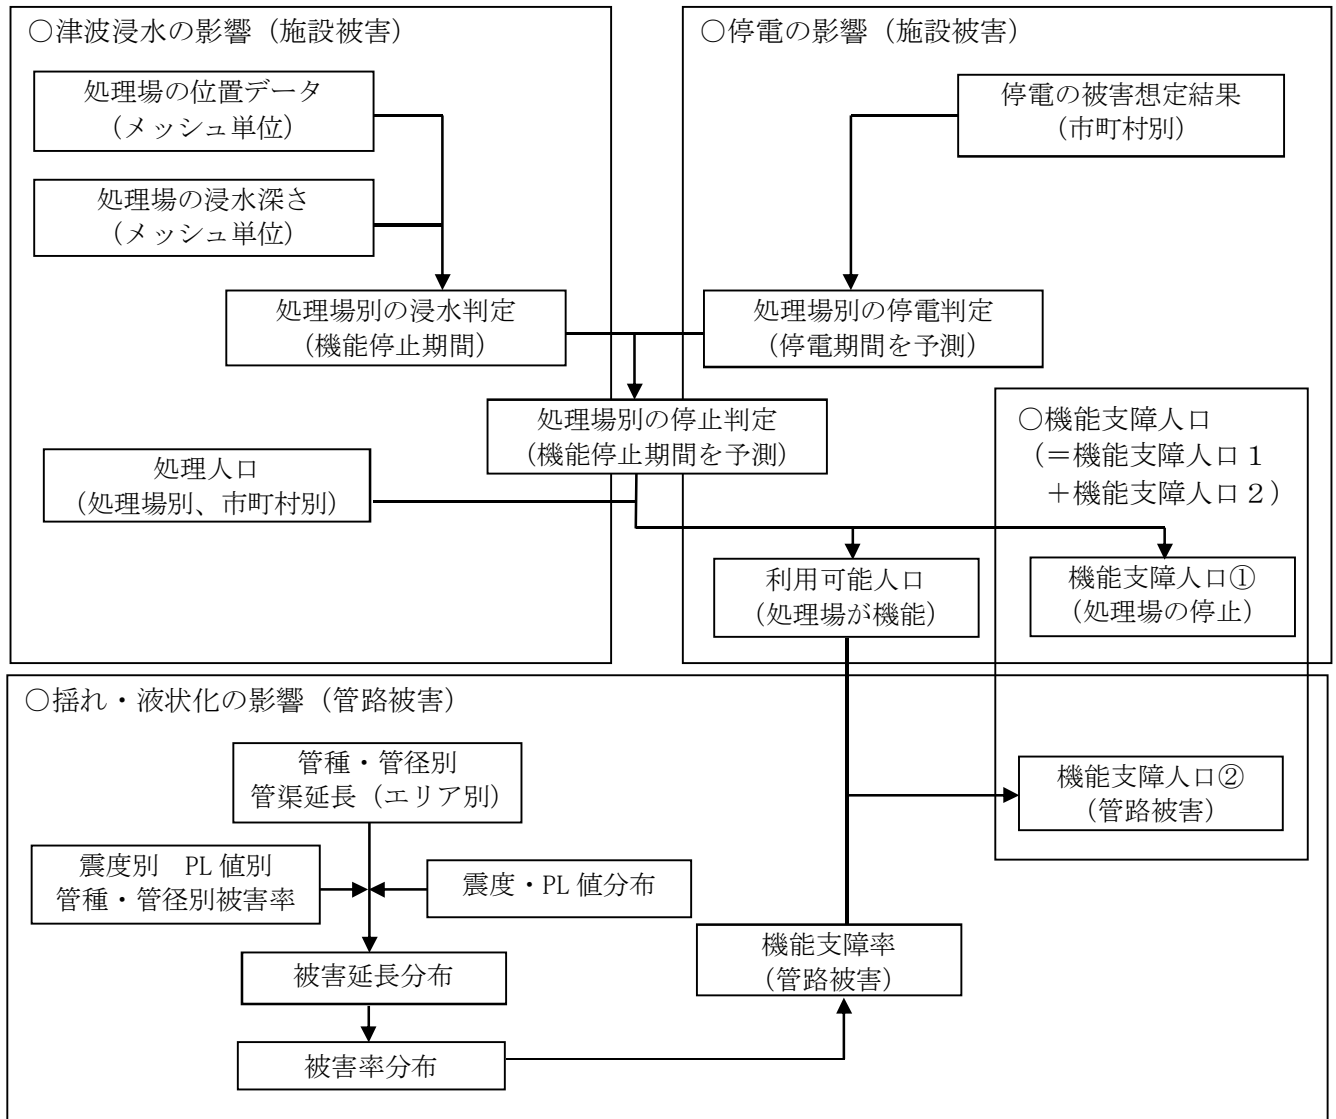 ○津波浸水の影響（施設被害）
処理場の位置データ
（メッシュ単位）
処理場の浸水深さ
（メッシュ単位）
処理場別の浸水判定
（機能停止期間）
○停電の影響（施設被害）
停電の被害想定結果
（市町村別）
処理場別の停電判定
（停電期間を予測）
処理場別の停止判定
（機能停止期間を予測）
処理人口
（処理場別、市町村別）
○機能支障人口
（＝機能支障人口１
＋機能支障人口２）
利用可能人口
（処理場が機能）
機能支障人口①
（処理場の停止）
○揺れ・液状化の影響（管路被害）
管種・管径別
管渠延長（エリア別）
震度別　PL 値別
管種・管径別被害率
震度・PL 値分布
被害延長分布
被害率分布
機能支障率
（管路被害）
機能支障人口②
（管路被害）